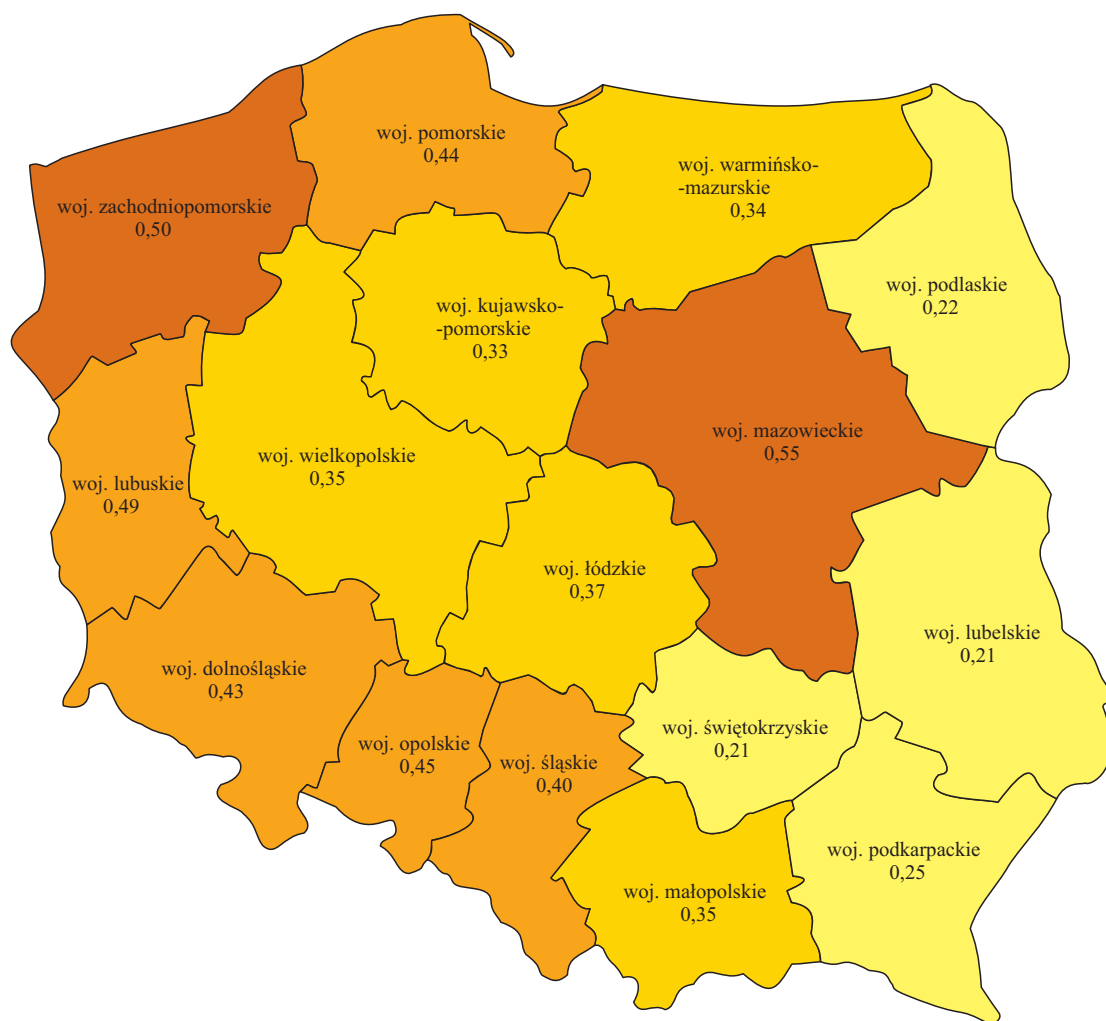 woj. pomorskie
0,44
woj. warmińsko-
-mazurskie
0,34
woj. zachodniopomorskie
0,50
woj. podlaskie
0,22
woj. kujawsko-
-pomorskie
0,33
woj. mazowieckie
0,55
woj. wielkopolskie
0,35
woj. lubuskie
0,49
woj. łódzkie
0,37
woj. lubelskie
0,21
woj. dolnośląskie
0,43
woj. świętokrzyskie
0,21
woj. opolskie
0,45
woj. śląskie
0,40
woj. podkarpackie
0,25
woj. małopolskie
0,35